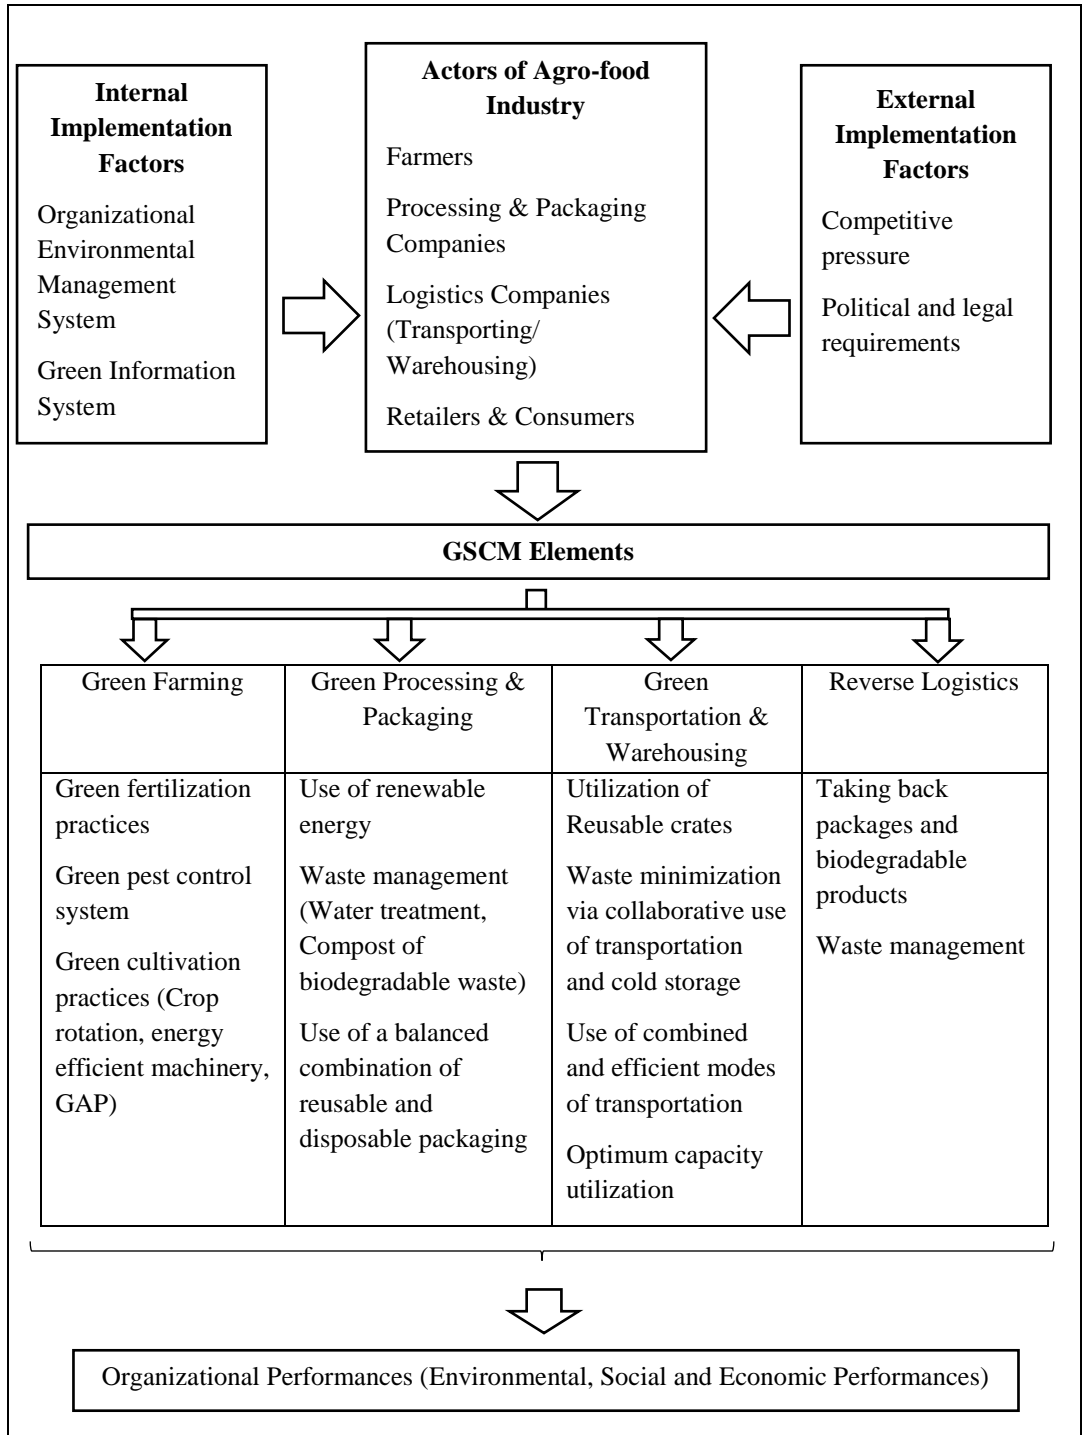 Internal
Implementation
Factors
Organizational
Environmental
Management
System
Green Information
System
Actors of Agro-food
Industry
Farmers
Processing & Packaging
Companies
Logistics Companies
(Transporting/
Warehousing)
Retailers & Consumers
External
Implementation
Factors
Competitive
pressure
Political and legal
requirements
GSCM Elements
Green Farming
Green Processing &
Packaging
Green
Transportation &
Warehousing
Reverse Logistics
Green fertilization
practices
Green pest control
system
Green cultivation
practices (Crop
rotation, energy
efficient machinery,
GAP)
Use of renewable
energy
Waste management
(Water treatment,
Compost of
biodegradable waste)
Use of a balanced
combination of
reusable and
disposable packaging
Utilization of
Reusable crates
Waste minimization
via collaborative use
of transportation
and cold storage
Use of combined
and efficient modes
of transportation
Optimum capacity
utilization
Taking back
packages and
biodegradable
products
Waste management
Organizational Performances (Environmental, Social and Economic Performances)